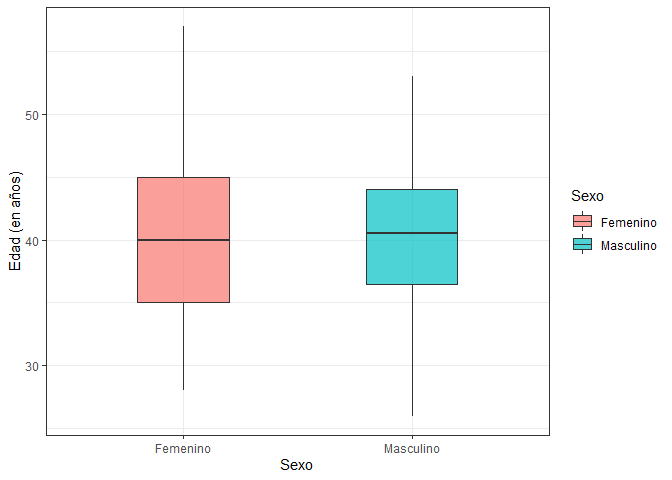 Edad (en años)
50
40
30
Femenino
Masculino
Sexo
Sexo
Femenino
Masculino